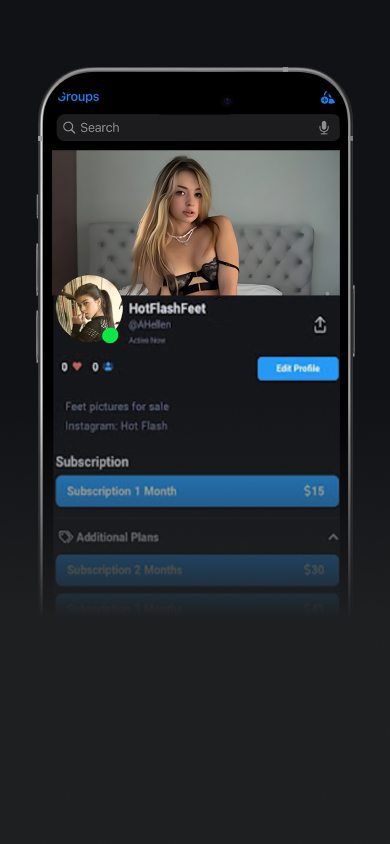 Groups
Search
HotFlashFeet
@AHellen
Active Now
0 0
Edit Profile
Feet pictures for sale
Instagram: Hot Flash
Subscription
Subscription 1 Month $15
Additional Plans
Subscription 2 Months $30